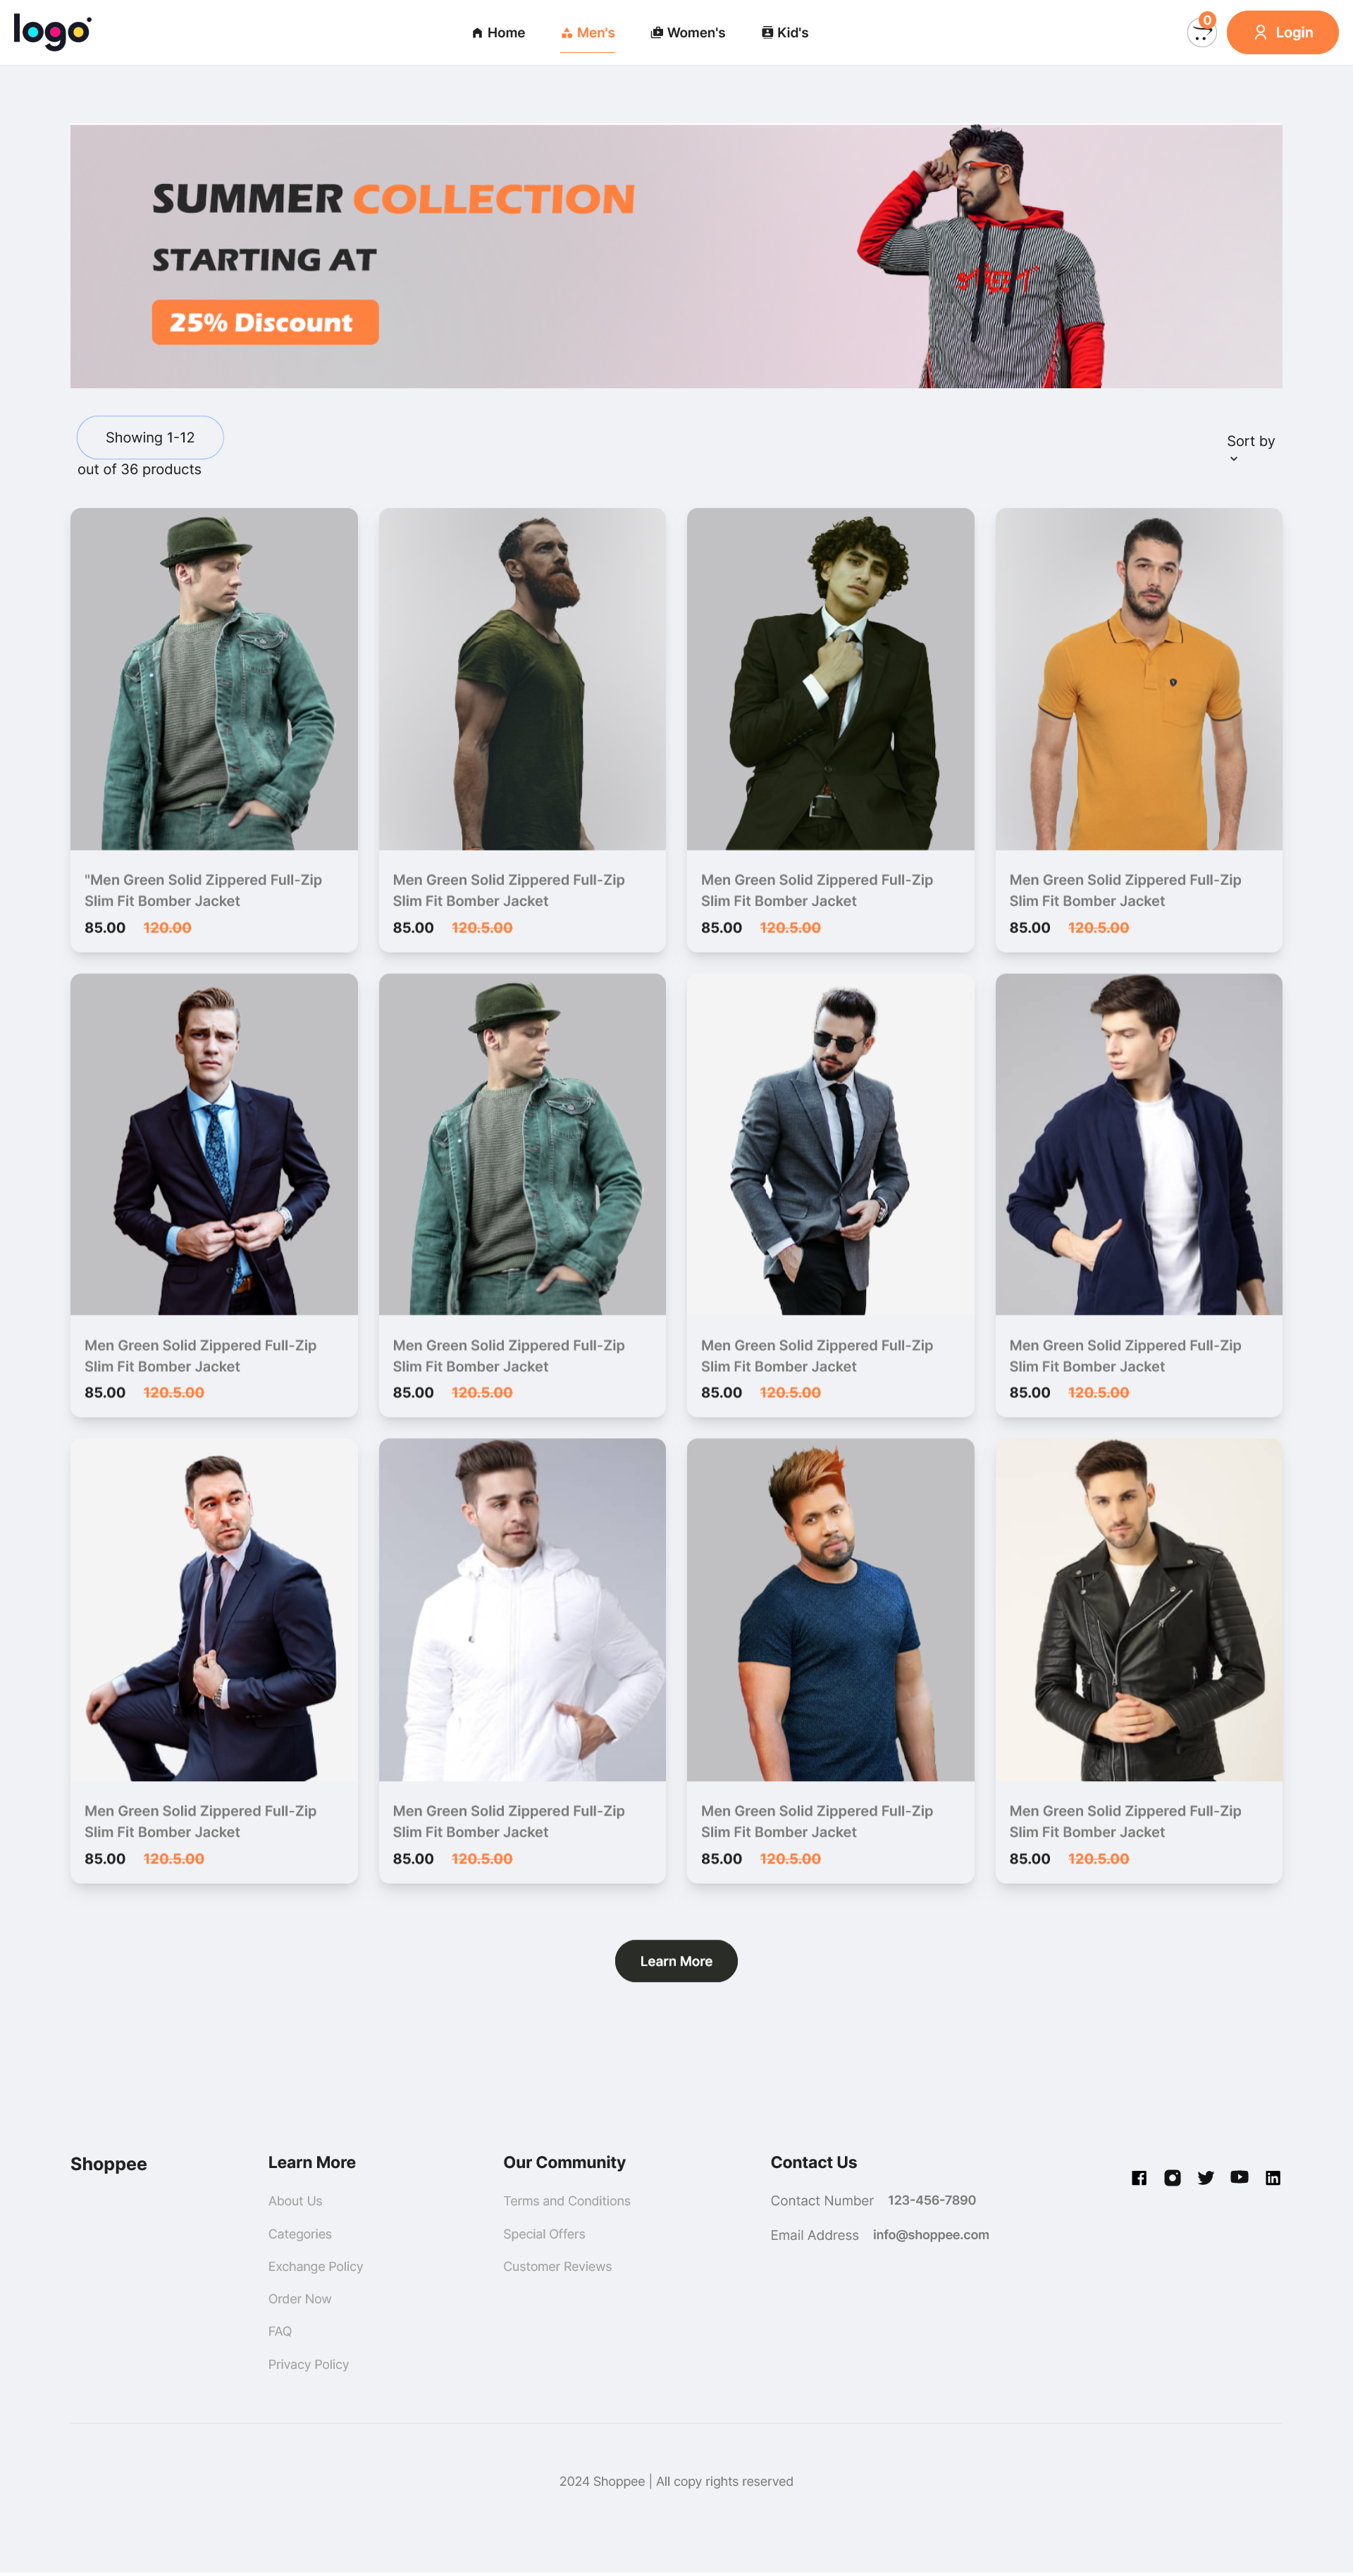 logo
Home
Men's
Women's
Kid's
0
Login
SUMMER COLLECTION
STARTING AT
25% Discount
STREET
Showing 1-12
out of 36 products
Sort by
"Men Green Solid Zippered Full-Zip
Slim Fit Bomber Jacket
85.00 120.00
Men Green Solid Zippered Full-Zip
Slim Fit Bomber Jacket
85.00 120.5.00
Men Green Solid Zippered Full-Zip
Slim Fit Bomber Jacket
85.00 120.5.00
Men Green Solid Zippered Full-Zip
Slim Fit Bomber Jacket
85.00 120.5.00
Men Green Solid Zippered Full-Zip
Slim Fit Bomber Jacket
85.00 120.5.00
Men Green Solid Zippered Full-Zip
Slim Fit Bomber Jacket
85.00 120.5.00
Men Green Solid Zippered Full-Zip
Slim Fit Bomber Jacket
85.00 120.5.00
Men Green Solid Zippered Full-Zip
Slim Fit Bomber Jacket
85.00 120.5.00
Men Green Solid Zippered Full-Zip
Slim Fit Bomber Jacket
85.00 120.5.00
Men Green Solid Zippered Full-Zip
Slim Fit Bomber Jacket
85.00 120.5.00
Men Green Solid Zippered Full-Zip
Slim Fit Bomber Jacket
85.00 120.5.00
Men Green Solid Zippered Full-Zip
Slim Fit Bomber Jacket
85.00 120.5.00
Learn More
Shoppee
Learn More
About Us
Categories
Exchange Policy
Order Now
FAQ
Privacy Policy
Our Community
Terms and Conditions
Special Offers
Customer Reviews
Contact Us
Contact Number 123-456-7890
Email Address info@shoppee.com
2024 Shoppee | All copy rights reserved